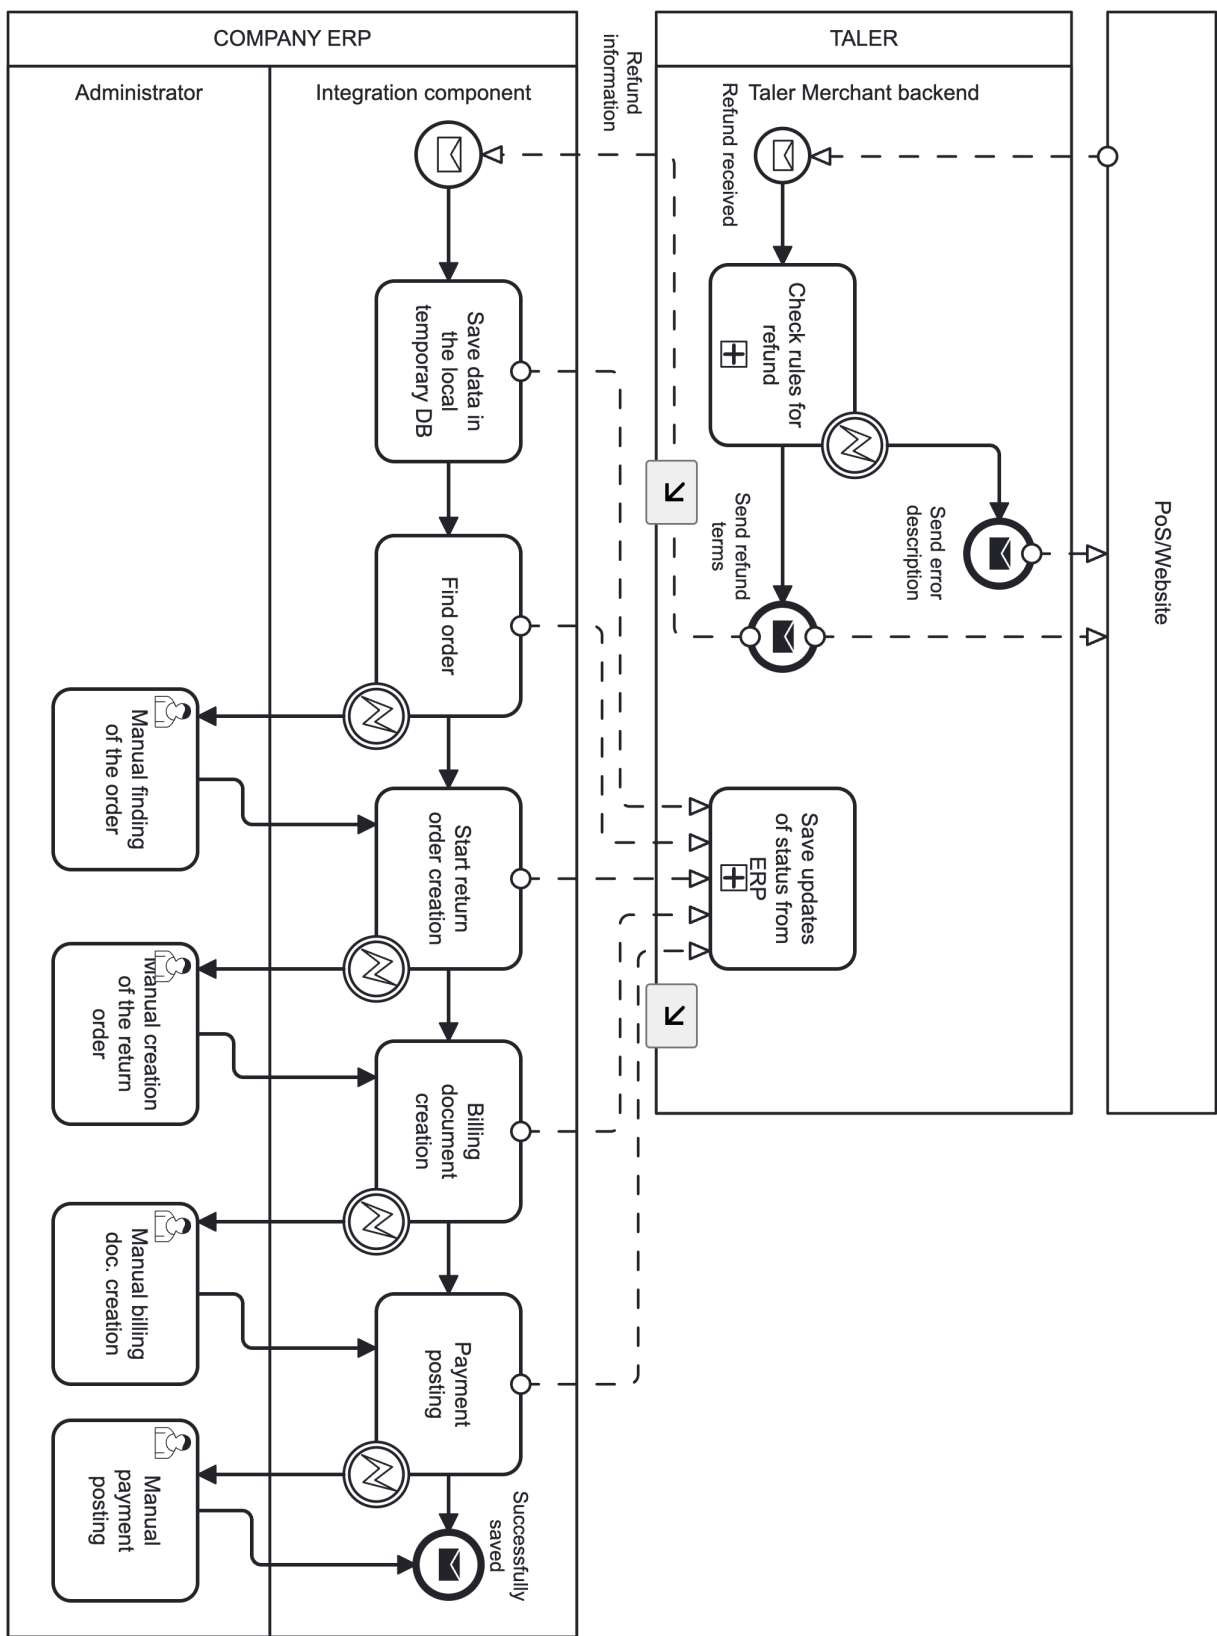 COMPANY ERP
TALER
PoS/Website
Administrator
Integration component
Refund
information
Taler Merchant backend
Refund received
Check rules for
refund
Send error
description
Send refund
terms
Save data in
the local
temporary DB
Find order
Manual finding
of the order
Start return
order creation
Save updates
of status from
ERP
Manual creation
of the return
order
Billing
document
creation
Manual billing
doc. creation
Payment
posting
Manual
payment
posting
Successfully
saved